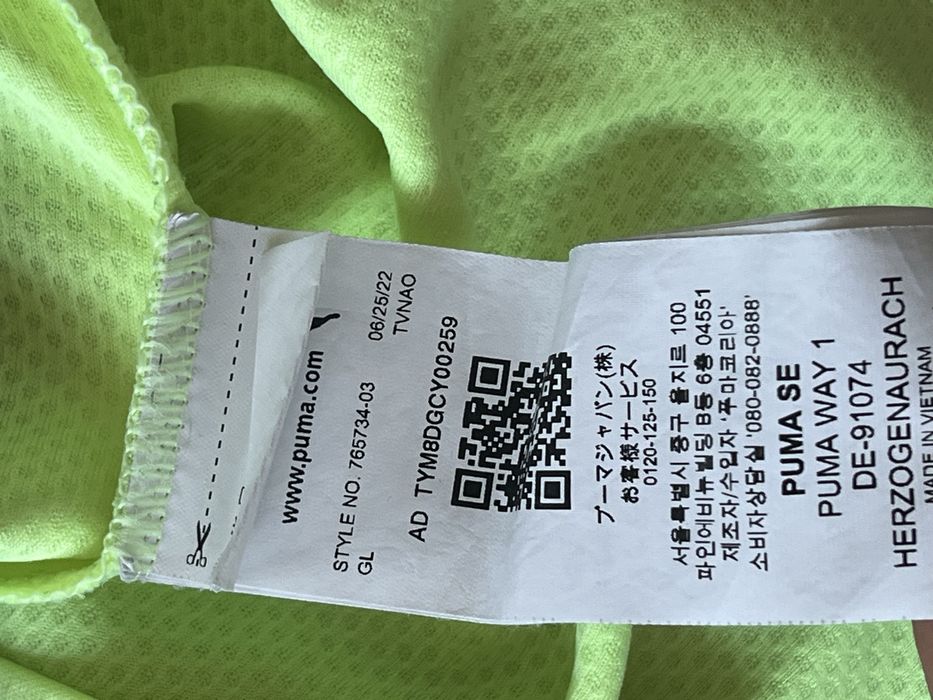 www.puma.com
STYLE NO. 765734-03 06/25/22
GL TVNAO
AD TYM8DGCY00259
プーマジャパン(株)
お客様サービス
0120-125-150
서울특별시 중구 을지로 100
파인에비뉴 빌딩 B동 6층 04551
제조자/수입자 '푸마코리아'
소비자상담실 '080-082-0888'
PUMA SE
PUMA WAY 1
DE-91074
HERZOGENAURACH
MADE IN VIETNAM